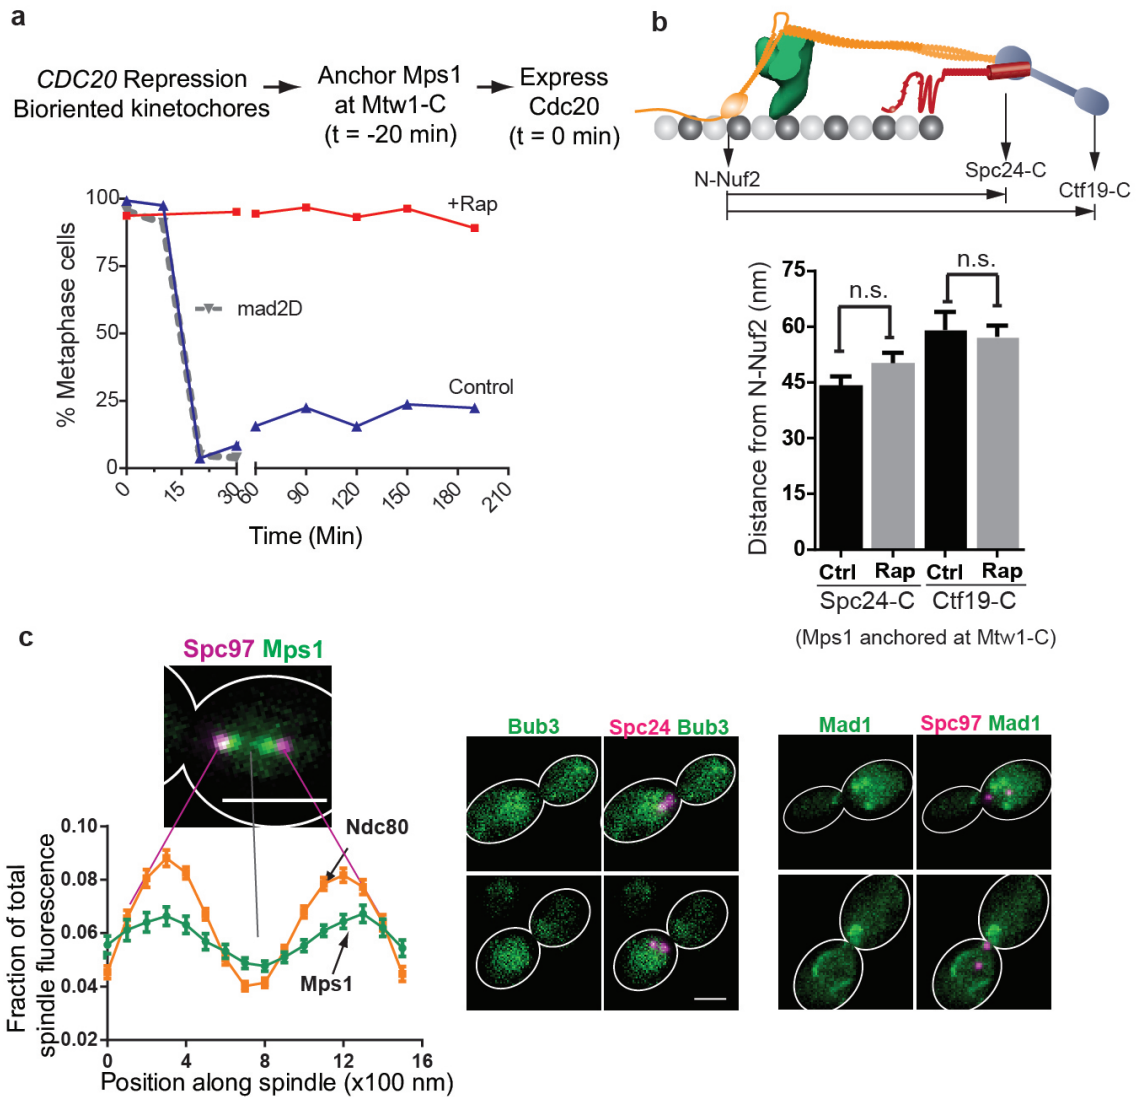 a
CDC20 Repression
Bioriented kinetochores
Anchor Mps1
at Mtw1-C
(t = -20 min)
Express
Cdc20
(t = 0 min)
% Metaphase cells
100
75
50
25
0
+Rap
mad2D
Control
0
15
30
60
90
120
150
180
210
Time (Min)
b
N-Nuf2
Spc24-C
Ctf19-C
Distance from N-Nuf2 (nm)
75
60
45
30
15
0
n.s.
n.s.
Ctrl
Rap
Ctrl
Rap
Spc24-C
Ctf19-C
(Mps1 anchored at Mtw1-C)
c
Spc97 Mps1
Fraction of total
spindle fluorescence
0.10
0.08
0.06
0.04
0.02
Ndc80
Mps1
0
4
8
12
16
Position along spindle (x100 nm)
Bub3
Spc24 Bub3
Mad1
Spc97 Mad1